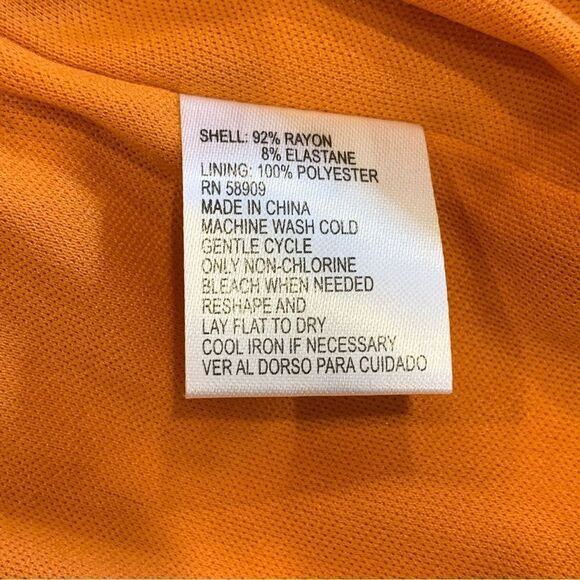 SHELL: 92% RAYON
8% ELASTANE
LINING: 100% POLYESTER
RN 58909
MADE IN CHINA
MACHINE WASH COLD
GENTLE CYCLE
ONLY NON-CHLORINE
BLEACH WHEN NEEDED
RESHAPE AND
LAY FLAT TO DRY
COOL IRON IF NECESSARY
VER AL DORSO PARA CUIDADO